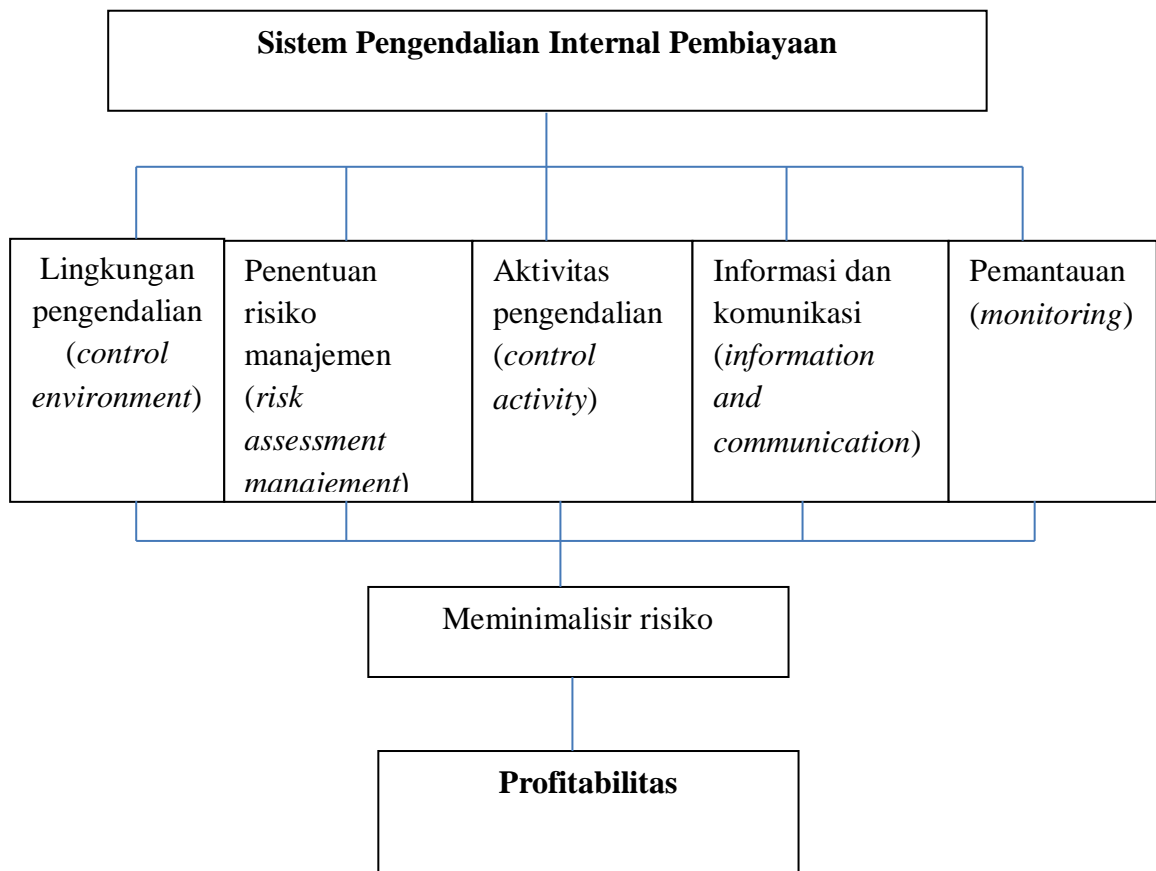 Sistem Pengendalian Internal Pembiayaan
Lingkungan
pengendalian
(control
environment)
Penentuan
risiko
manajemen
(risk
assessment
manajement)
Aktivitas
pengendalian
(control
activity)
Informasi dan
komunikasi
(information
and
communication)
Pemantauan
(monitoring)
Meminimalisir risiko
Profitabilitas